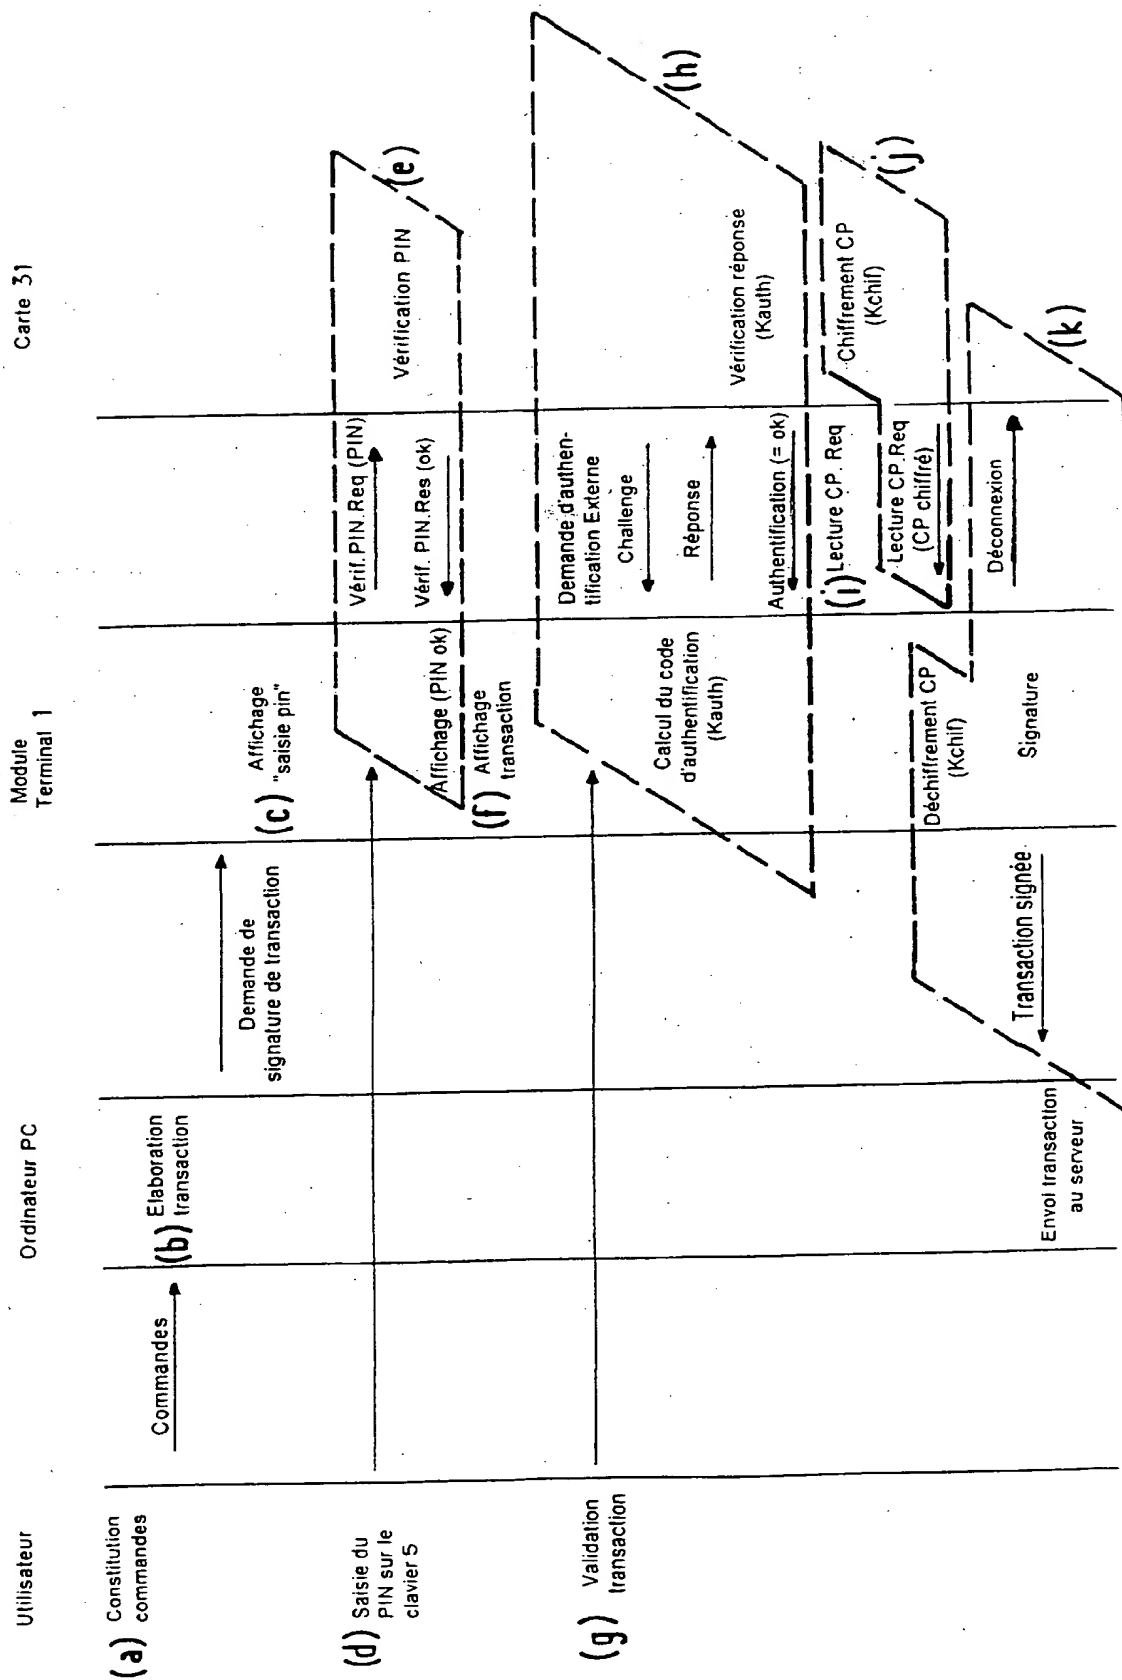 Utilisateur
Ordinateur PC
Module
Terminal 1
Carte 31
(a) Constitution
commandes
Commandes
(b) Elaboration
transaction
Demande de
signature de transaction
(c) Affichage
"saisie pin"
(d) Saisie du
PIN sur le
clavier 5
Vérif. PIN.Req (PIN)
Vérification PIN
(e)
Vérif. PIN.Res (ok)
Affichage (PIN ok)
(f) Affichage
transaction
(g) Validation
transaction
Demande d'authen-
tification Externe
Challenge
Calcul du code
d'authentification
(Kauth)
Réponse
Vérification réponse
(Kauth)
(h)
Authentification (= ok)
(i) Lecture CP. Req
Chiffrement CP
(Kchif)
(j)
Lecture CP.Req
(CP chiffré)
Déchiffrement CP
(Kchif)
Déconnexion
(k)
Signature
Transaction signée
Envoi transaction
au serveur